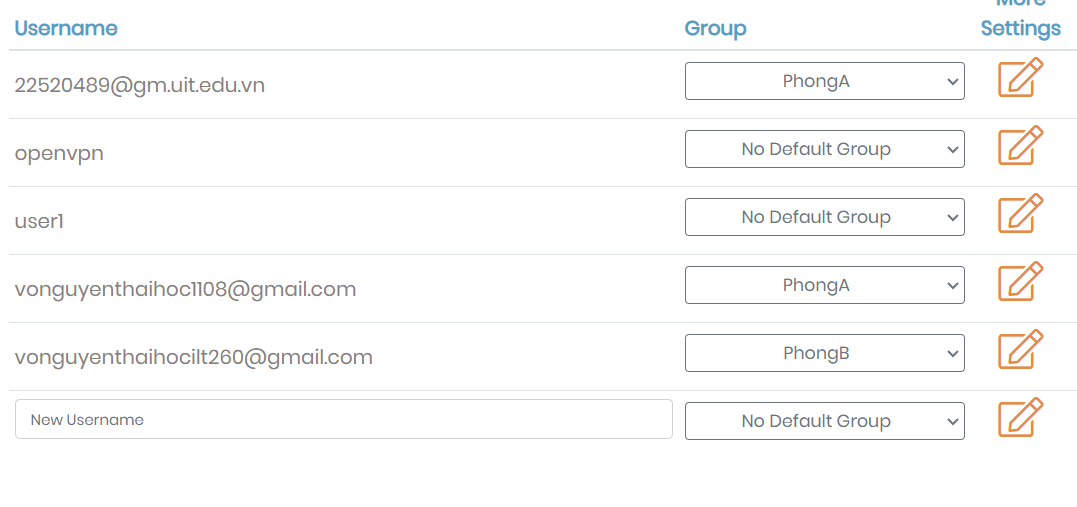 More
Username Group Settings
22520489@gm.uit.edu.vn PhongA
openvpn No Default Group
user1 No Default Group
vonguyenthaihoc1108@gmail.com PhongA
vonguyenthaihocilt260@gmail.com PhongB
New Username No Default Group